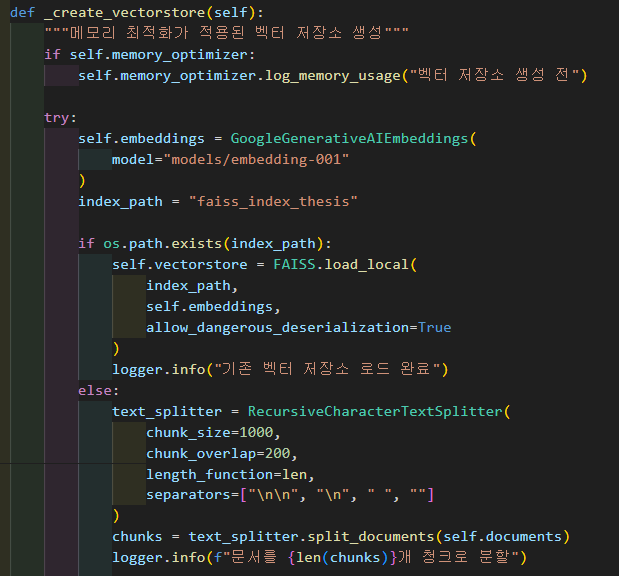 def _create_vectorstore(self):
    """메모리 최적화가 적용된 벡터 저장소 생성"""
    if self.memory_optimizer:
        self.memory_optimizer.log_memory_usage("벡터 저장소 생성 전")

    try:
        self.embeddings = GoogleGenerativeAIEmbeddings(
            model="models/embedding-001"
        )
        index_path = "faiss_index_thesis"

        if os.path.exists(index_path):
            self.vectorstore = FAISS.load_local(
                index_path,
                self.embeddings,
                allow_dangerous_deserialization=True
            )
            logger.info("기존 벡터 저장소 로드 완료")
        else:
            text_splitter = RecursiveCharacterTextSplitter(
                chunk_size=1000,
                chunk_overlap=200,
                length_function=len,
                separators=["\n\n", "\n", " ", ""]
            )
            chunks = text_splitter.split_documents(self.documents)
            logger.info(f"문서를 {len(chunks)}개 청크로 분할")